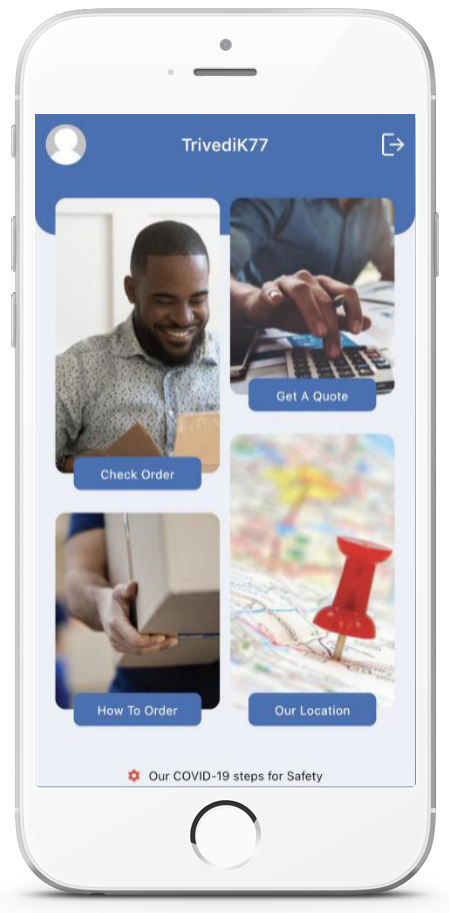 TrivediK77
Get A Quote
Check Order
How To Order
Our Location
Our COVID-19 steps for Safety